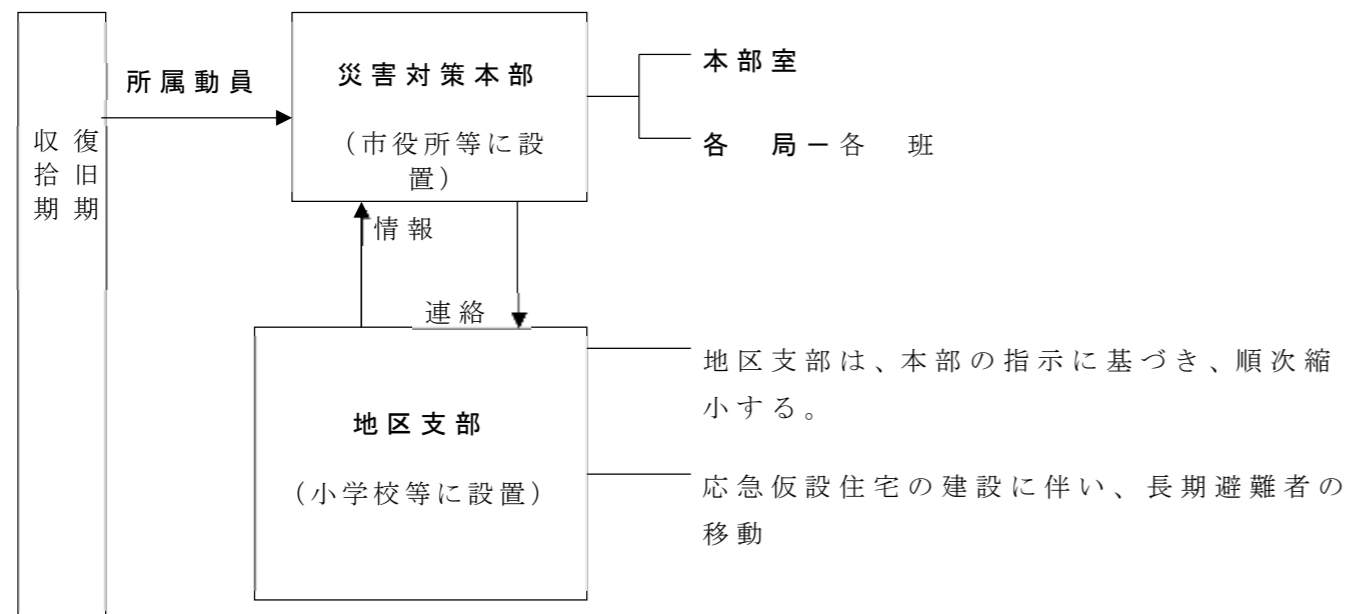 復旧期
収拾期
所属動員
災害対策本部
（市役所等に設
置）
本部室
各　局－各　班
情報
連絡
地区支部
（小学校等に設置）
地区支部は、本部の指示に基づき、順次縮
小する。
応急仮設住宅の建設に伴い、長期避難者の
移動